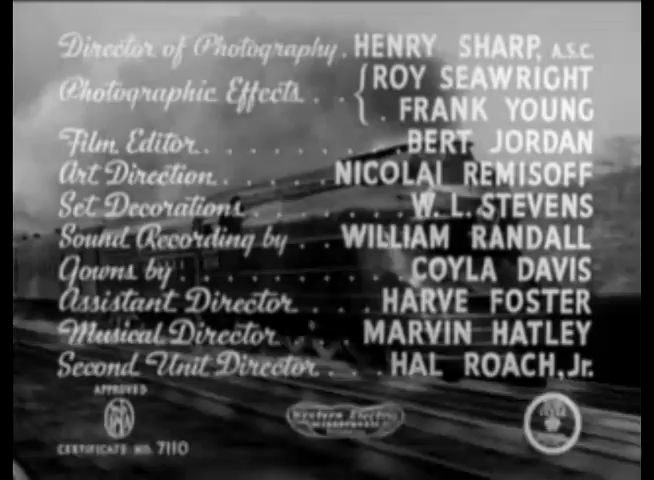 Director of Photography . HENRY SHARP, A.S.C.
Photographic Effects . . { ROY SEAWRIGHT
. FRANK YOUNG
Film Editor . . . . . . . . BERT JORDAN
Art Direction . . . . . NICOLAI REMISOFF
Set Decorations . . . . . . . . W. L. STEVENS
Sound Recording by . . WILLIAM RANDALL
Gowns by . . . . . . . . . COYLA DAVIS
Assistant Director . . . . HARVE FOSTER
Musical Director . . . . MARVIN HATLEY
Second Unit Director . . . HAL ROACH, Jr.
APPROVED
Western Electric
CERTIFICATE NO. 7110